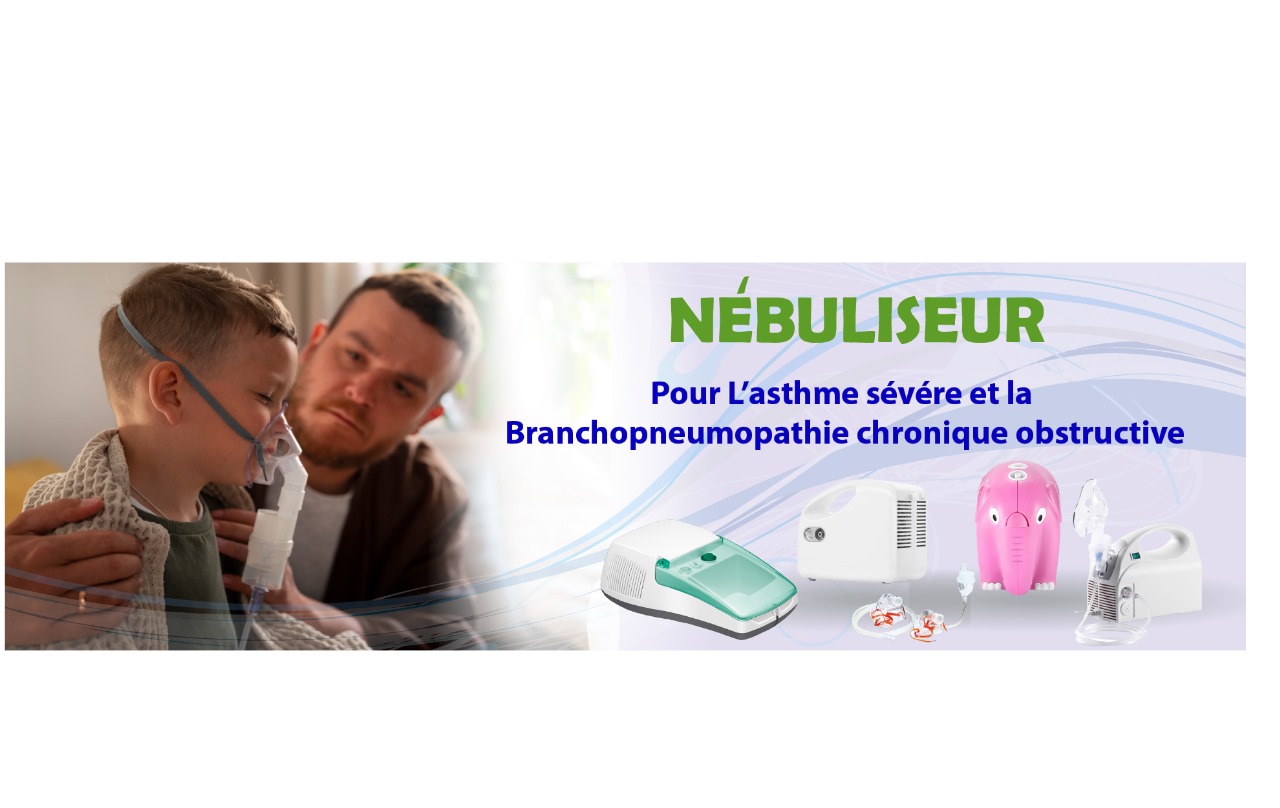 NÉBULISEUR
Pour L’asthme sévére et la
Branchopneumopathie chronique obstructive